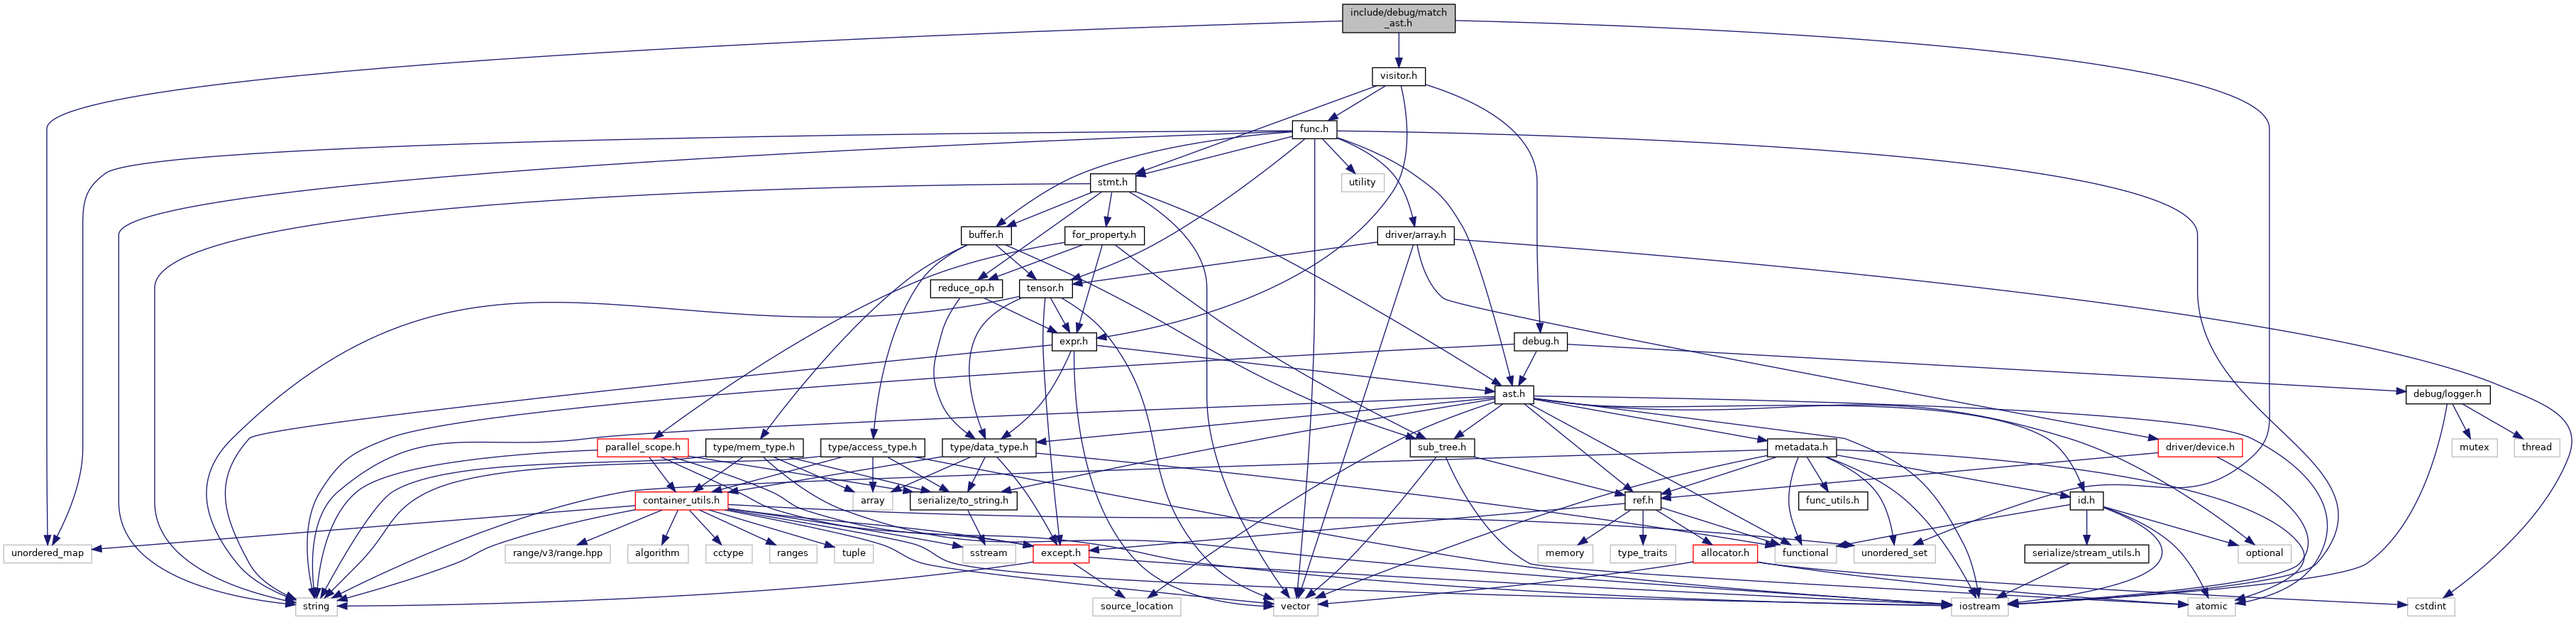 include/debug/match
_ast.h
visitor.h
func.h
stmt.h
utility
buffer.h
for_property.h
driver/array.h
reduce_op.h
tensor.h
expr.h
debug.h
ast.h
debug/logger.h
parallel_scope.h
type/mem_type.h
type/access_type.h
type/data_type.h
sub_tree.h
metadata.h
driver/device.h
mutex
thread
container_utils.h
array
serialize/to_string.h
ref.h
func_utils.h
id.h
unordered_map
range/v3/range.hpp
algorithm
cctype
ranges
tuple
sstream
except.h
memory
type_traits
allocator.h
functional
unordered_set
serialize/stream_utils.h
optional
string
source_location
vector
iostream
atomic
cstdint